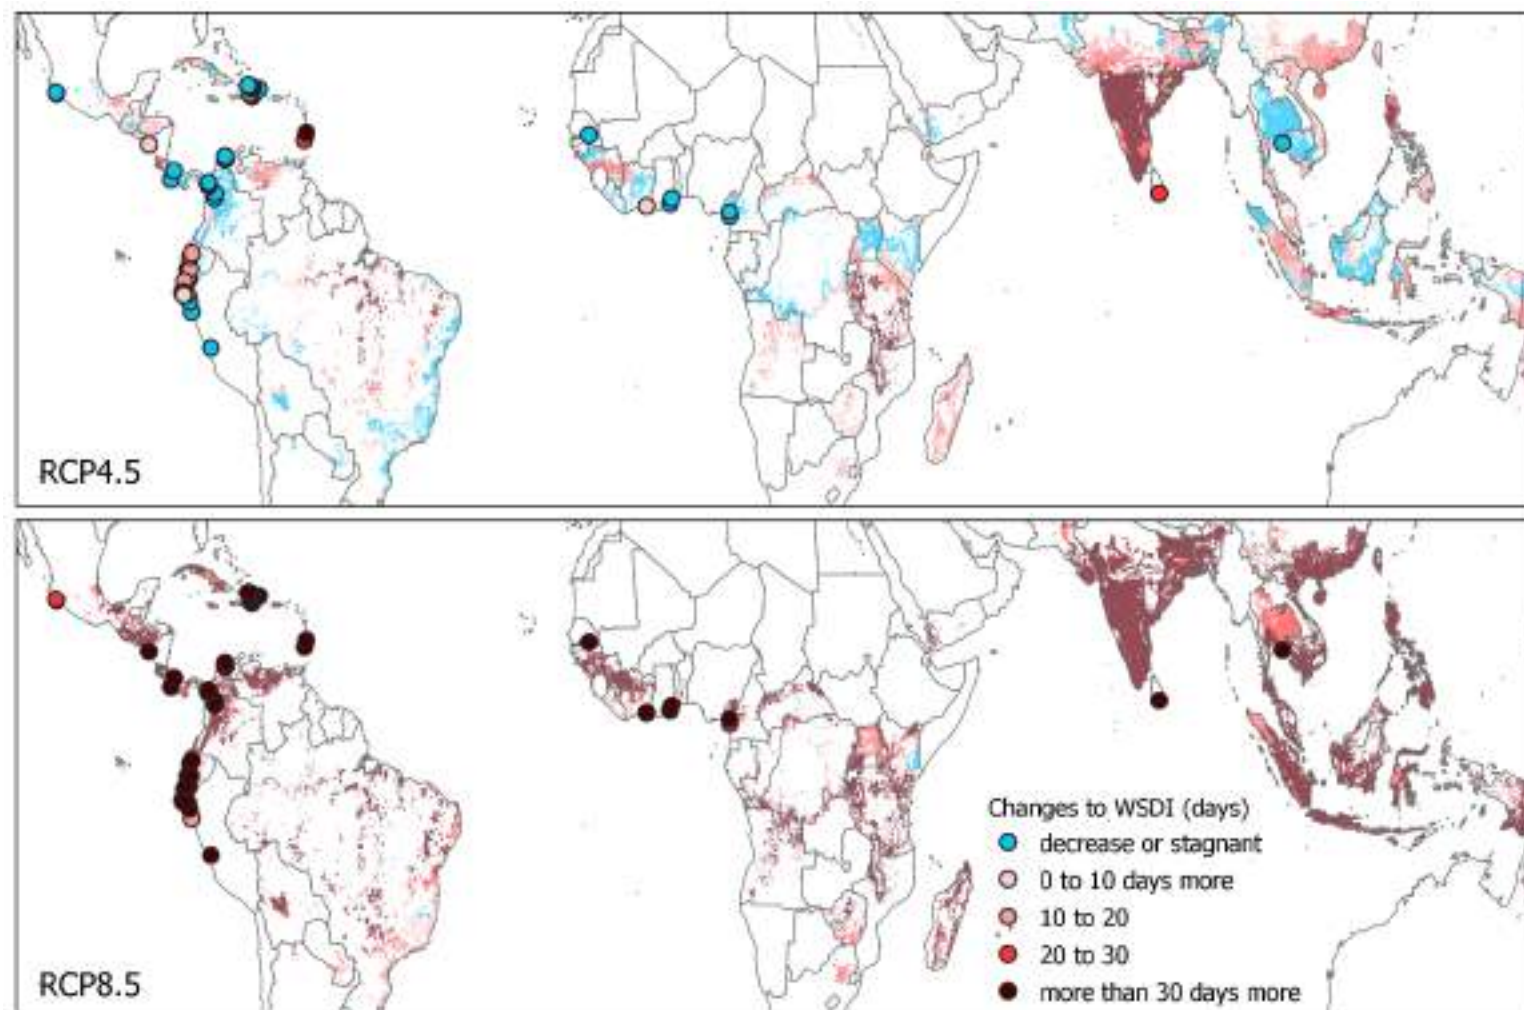 RCP4.5
RCP8.5
Changes to WSDI (days)
decrease or stagnant
0 to 10 days more
10 to 20
20 to 30
more than 30 days more